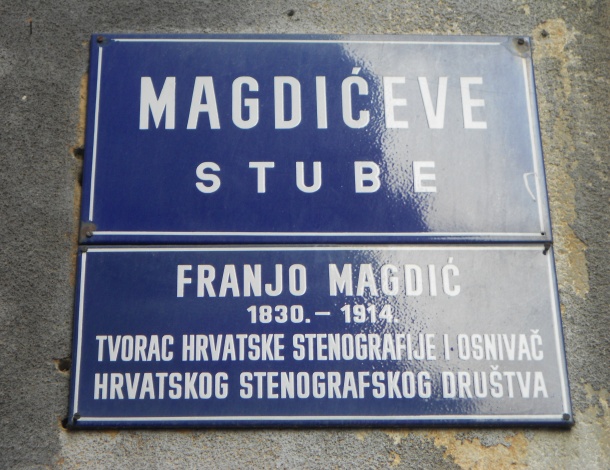 MAGDIĆEVE
STUBE
FRANJO MAGDIĆ
1830. – 1914.
TVORAC HRVATSKE STENOGRAFIJE I OSNIVAČ
HRVATSKOG STENOGRAFSKOG DRUŠTVA